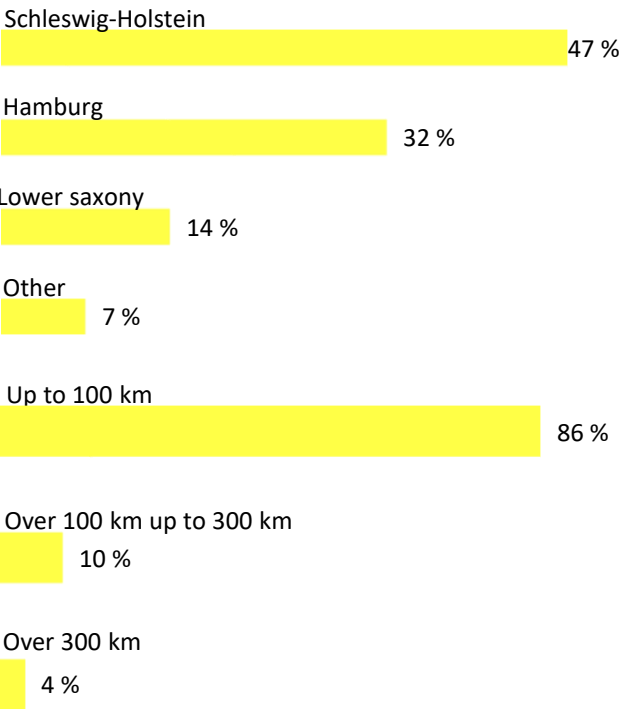 Schleswig-Holstein
47 %
Hamburg
32 %
Lower saxony
14 %
Other
7 %
Up to 100 km
86 %
Over 100 km up to 300 km
10 %
Over 300 km
4 %